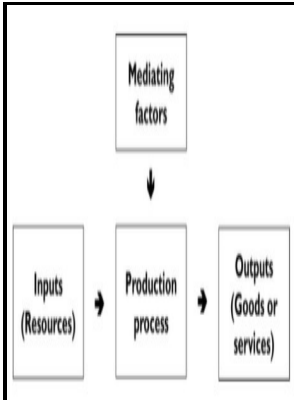 Mediating
factors
Inputs
(Resources)
Production
process
Outputs
(Goods or
services)